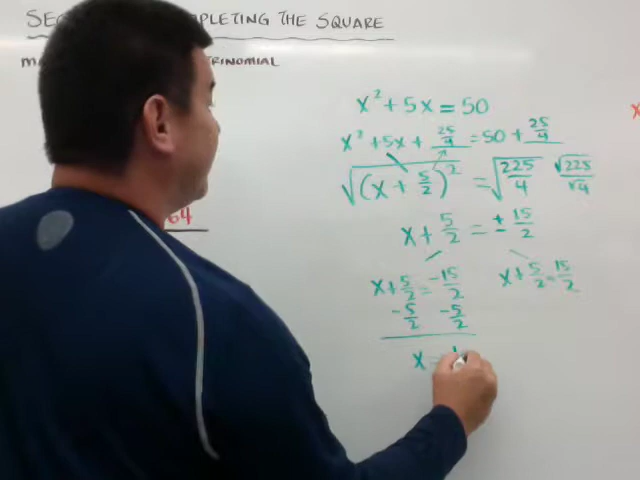 PLETING THE SQUARE
TRINOMIAL
64
x² + 5x = 50
x² + 5x + 25/4 = 50 + 25/4
√(x + 5/2)² = √225/4 √225/√4
x + 5/2 = ± 15/2
x + 5/2 = -15/2 x + 5/2 = 15/2
-5/2 -5/2
x